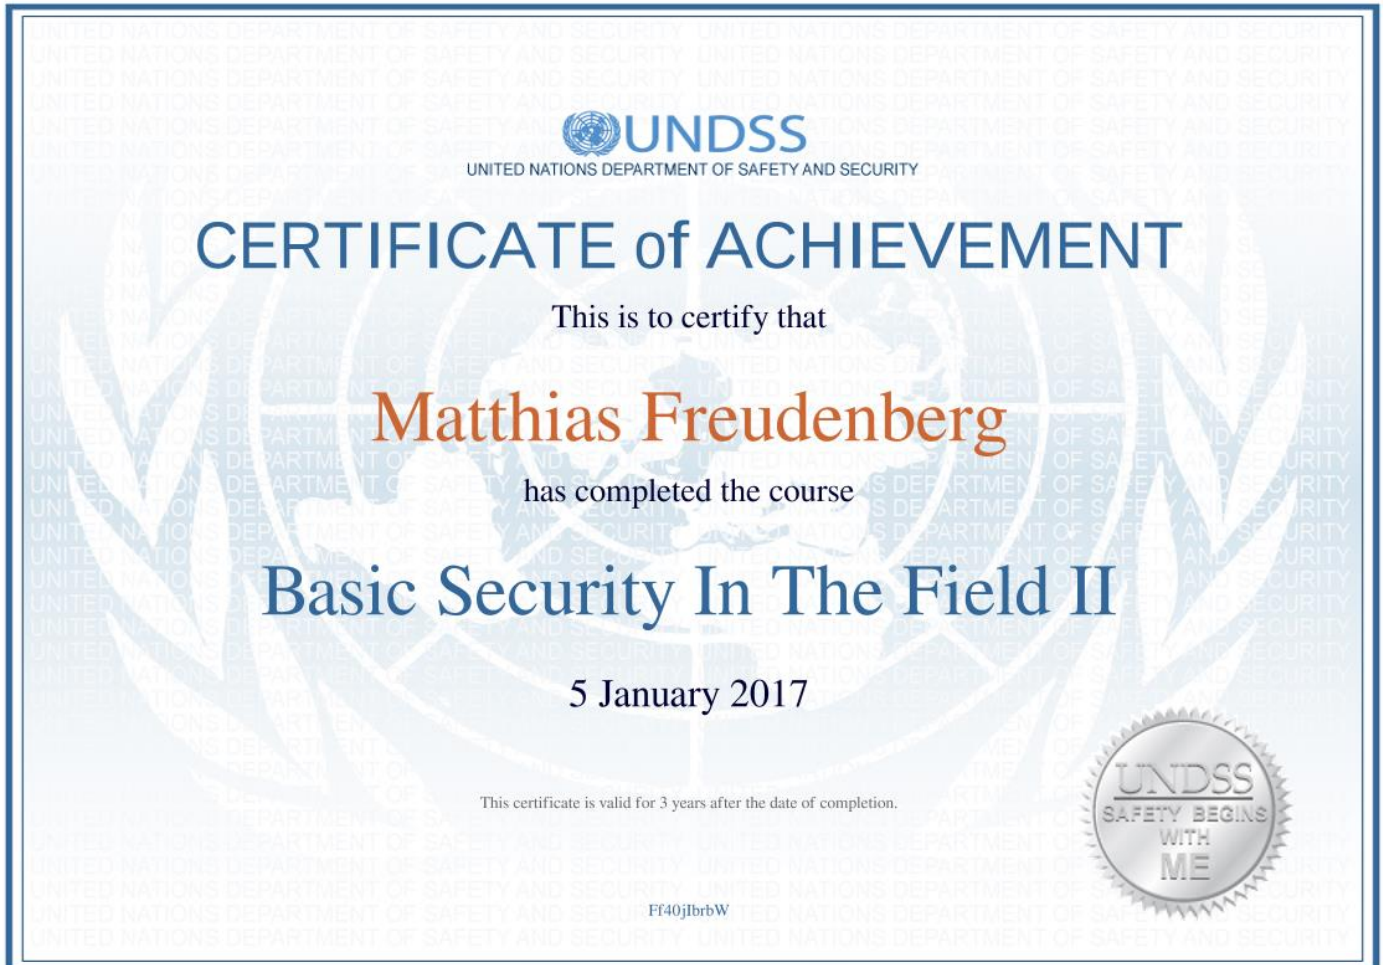 UNDSS
UNITED NATIONS DEPARTMENT OF SAFETY AND SECURITY
CERTIFICATE of ACHIEVEMENT
This is to certify that
Matthias Freudenberg
has completed the course
Basic Security In The Field II
5 January 2017
This certificate is valid for 3 years after the date of completion.
UNDSS
SAFETY BEGINS
WITH
ME
Ff40jIbrbW